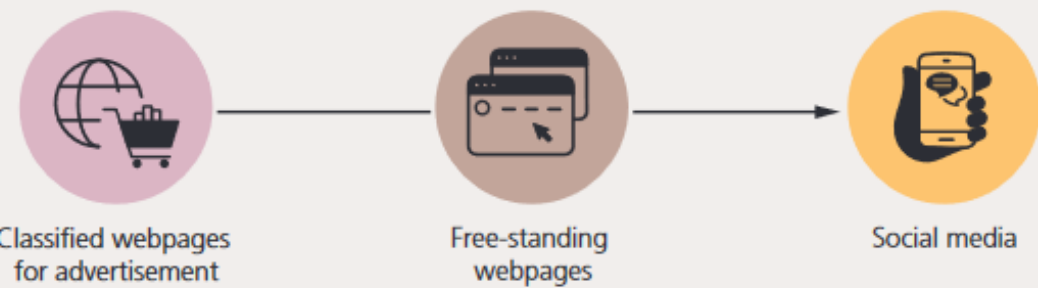 Classified webpages
for advertisement
Free-standing
webpages
Social media